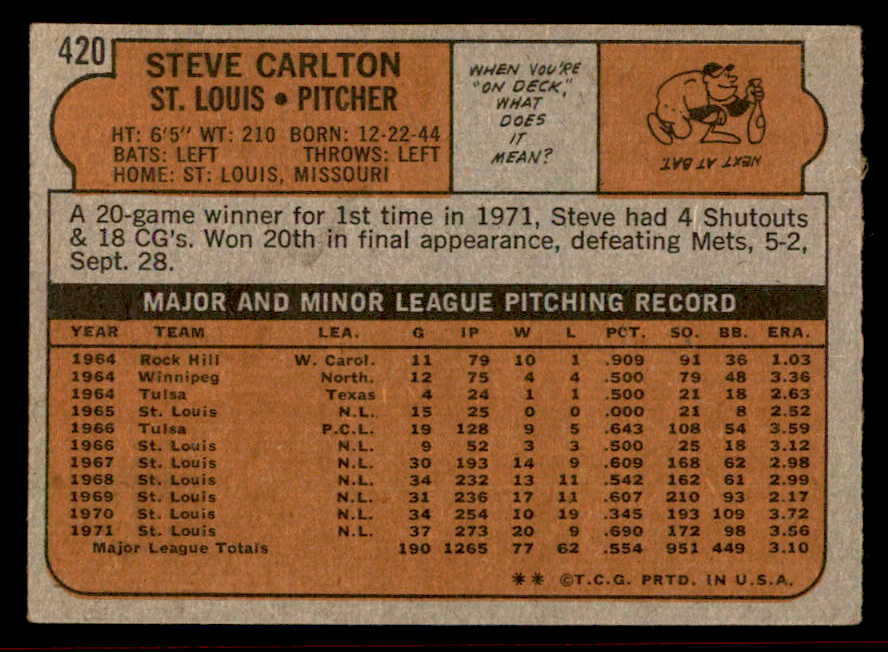 420
STEVE CARLTON
ST. LOUIS • PITCHER
HT: 6'5" WT: 210 BORN: 12-22-44
BATS: LEFT THROWS: LEFT
HOME: ST. LOUIS, MISSOURI
WHEN YOU'RE
"ON DECK,"
WHAT
DOES
IT
MEAN?
NEXT AT BAT.
A 20-game winner for 1st time in 1971, Steve had 4 Shutouts
& 18 CG's. Won 20th in final appearance, defeating Mets, 5-2,
Sept. 28.
MAJOR AND MINOR LEAGUE PITCHING RECORD
YEAR TEAM LEA. G IP W L PCT. SO. BB. ERA.
1964 Rock Hill W. Carol. 11 79 10 1 .909 91 36 1.03
1964 Winnipeg North. 12 75 4 4 .500 79 48 3.36
1964 Tulsa Texas 4 24 1 1 .500 21 18 2.63
1965 St. Louis N.L. 15 25 0 0 .000 21 8 2.52
1966 Tulsa P.C.L. 19 128 9 5 .643 108 54 3.59
1966 St. Louis N.L. 9 52 3 3 .500 25 18 3.12
1967 St. Louis N.L. 30 193 14 9 .609 168 62 2.98
1968 St. Louis N.L. 34 232 13 11 .542 162 61 2.99
1969 St. Louis N.L. 31 236 17 11 .607 210 93 2.17
1970 St. Louis N.L. 34 254 10 19 .345 193 109 3.72
1971 St. Louis N.L. 37 273 20 9 .690 172 98 3.56
Major League Totals 190 1265 77 62 .554 951 449 3.10
** ©T.C.G. PRTD. IN U.S.A.